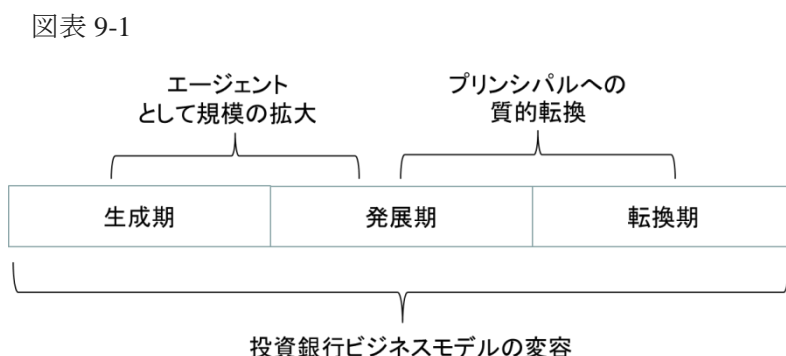 図表 9-1
エージェント
として規模の拡大
プリンシパルへの
質的転換
生成期
発展期
転換期
投資銀行ビジネスモデルの変容